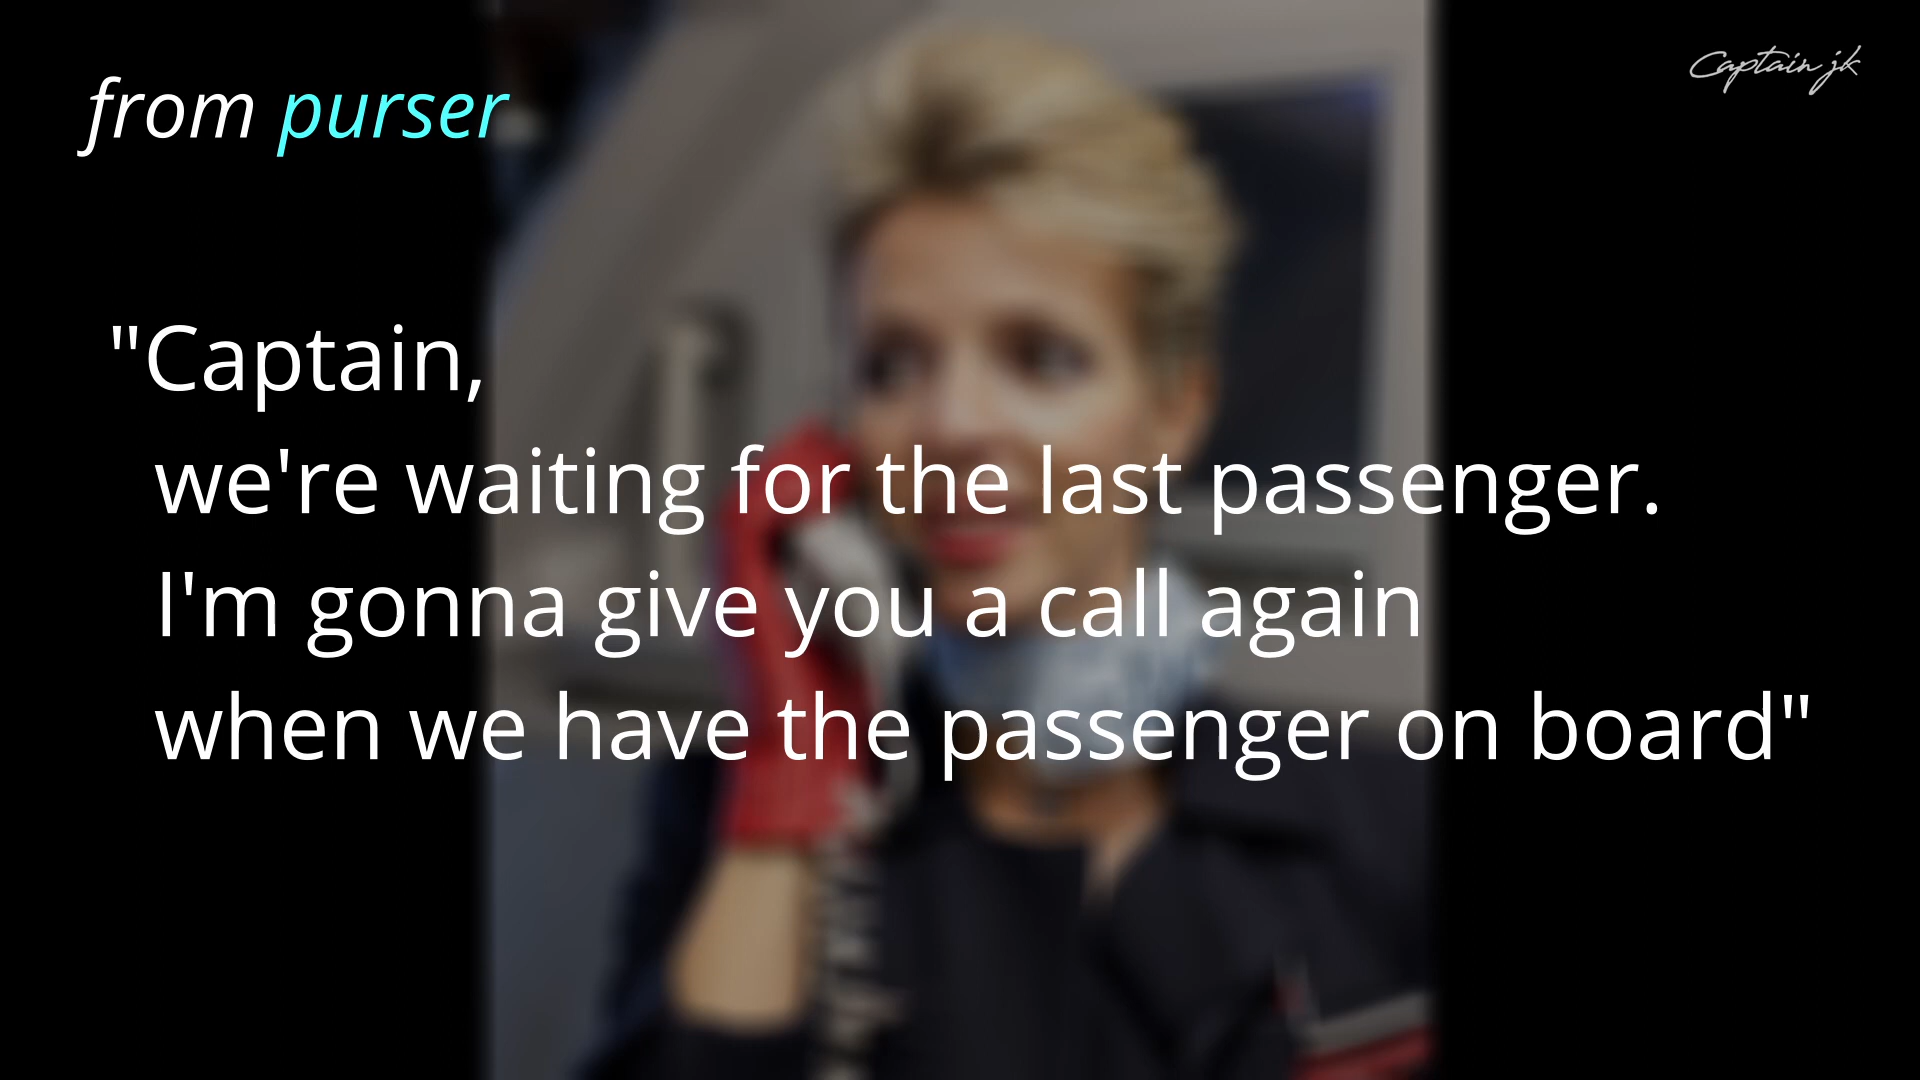 from purser
Captain jk
"Captain,
we're waiting for the last passenger.
I'm gonna give you a call again
when we have the passenger on board"